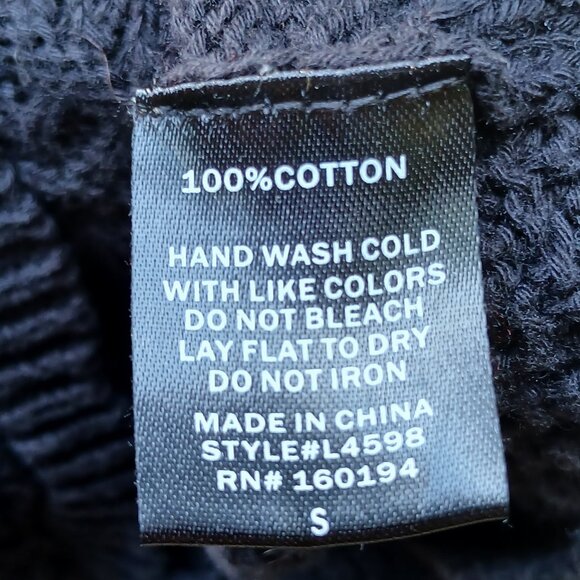 100%COTTON
HAND WASH COLD
WITH LIKE COLORS
DO NOT BLEACH
LAY FLAT TO DRY
DO NOT IRON
MADE IN CHINA
STYLE#L4598
RN# 160194
S